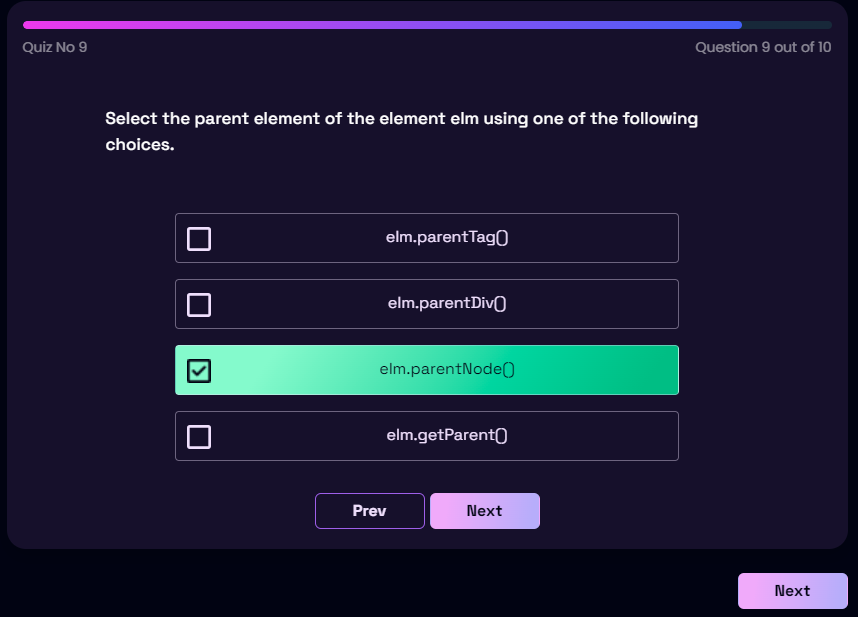 Quiz No 9
Question 9 out of 10
Select the parent element of the element elm using one of the following
choices.
elm.parentTag()
elm.parentDiv()
elm.parentNode()
elm.getParent()
Prev
Next
Next